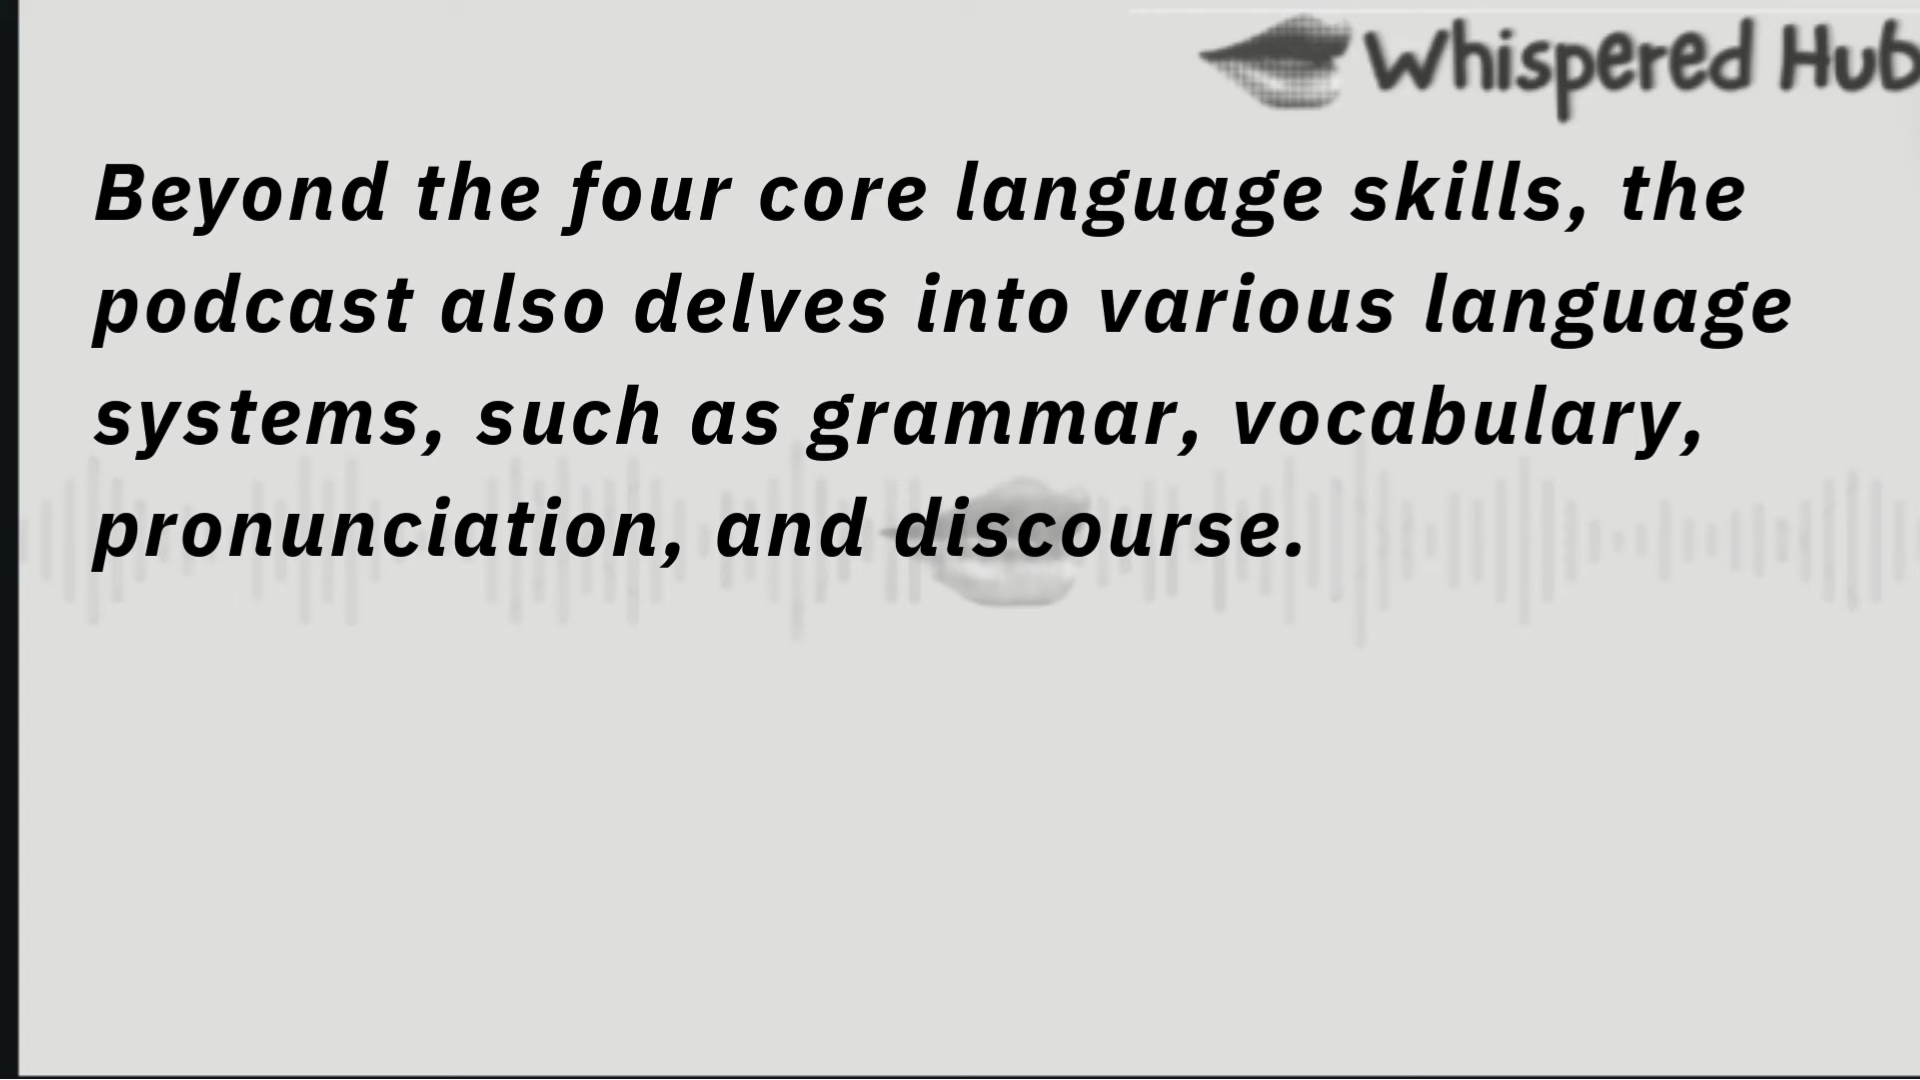 Whispered Hub
Beyond the four core language skills, the
podcast also delves into various language
systems, such as grammar, vocabulary,
pronunciation, and discourse.